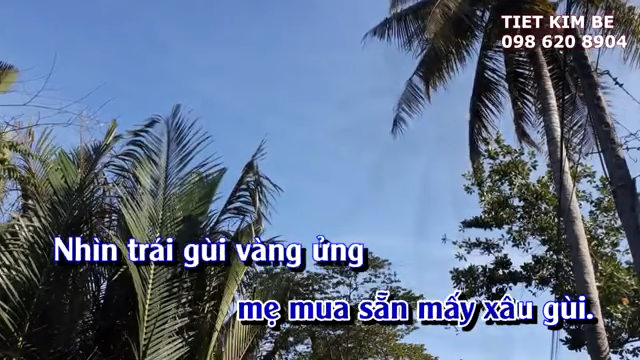 TIET KIM BE
098 620 8904
Nhìn trái gùi vàng ửng
mẹ mua sẵn mấy xâu gùi.